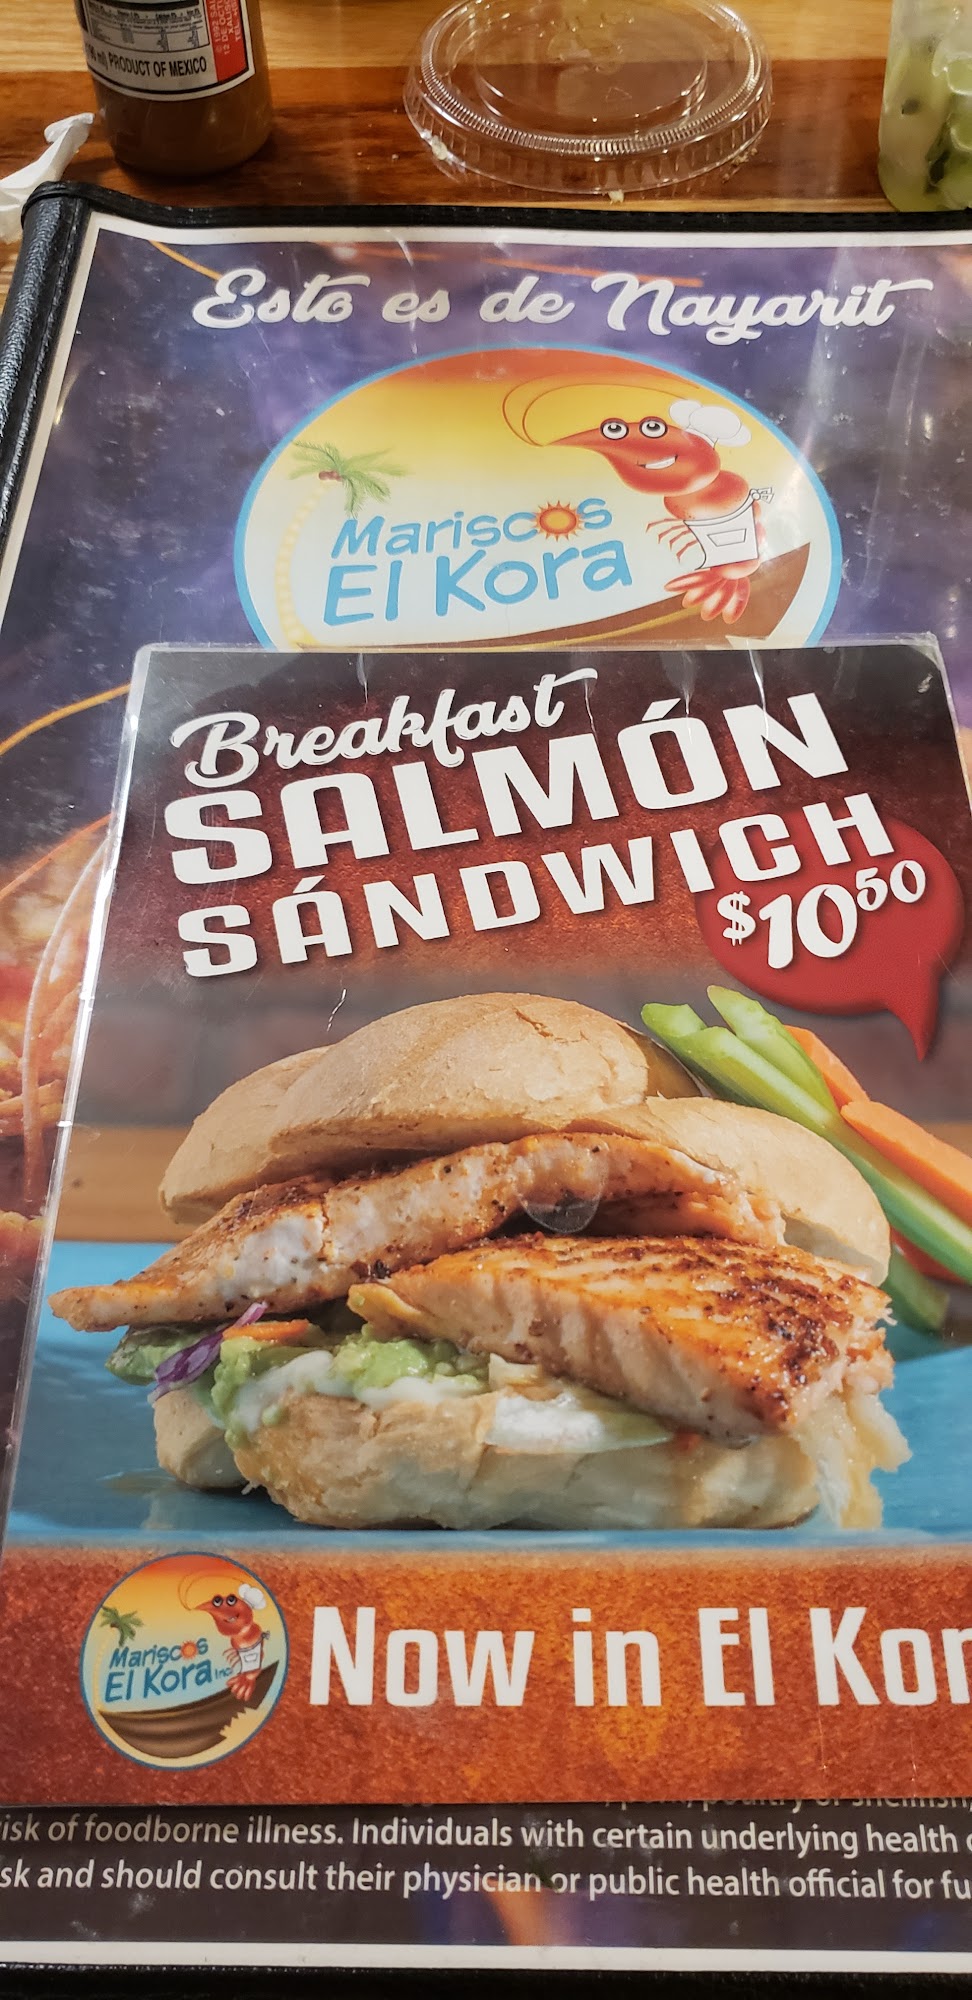 PRODUCT OF MEXICO
Esto es de Nayarit
Mariscos
El Kora
Breakfast
SALMÓN
SÁNDWICH
$10 50
Mariscos
El Kora Inc
Now in El Kor
isk of foodborne illness. Individuals with certain underlying health
sk and should consult their physician or public health official for fu